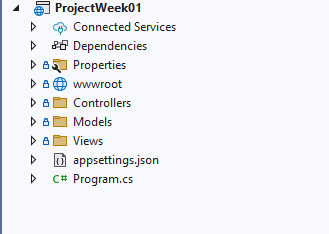 ProjectWeek01
Connected Services
Dependencies
Properties
wwwroot
Controllers
Models
Views
appsettings.json
C# Program.cs